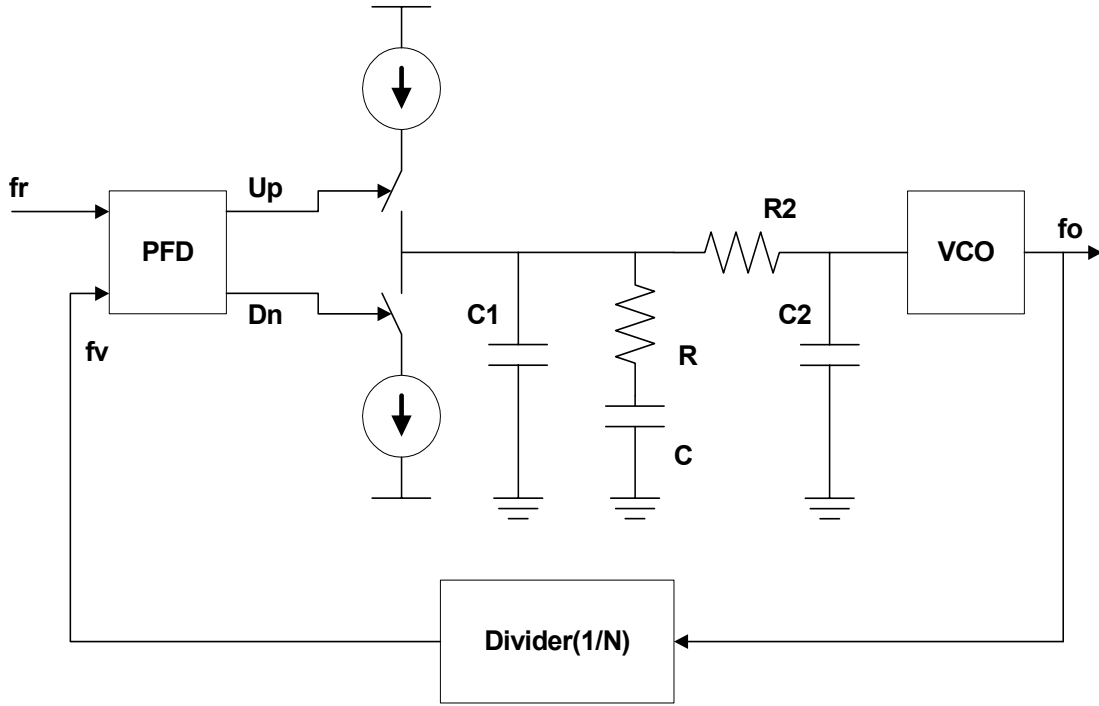 fr
Up
PFD
R2
VCO
fo
Dn
fv
C1
R
C2
C
Divider(1/N)